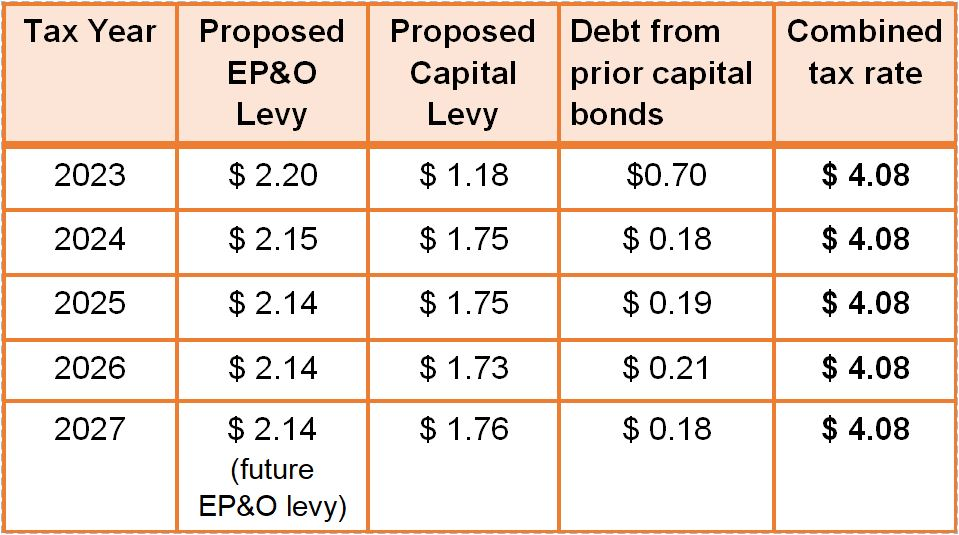 Tax Year Proposed Proposed Debt from Combined
EP&O Capital prior capital tax rate
Levy Levy bonds
2023 $ 2.20 $ 1.18 $0.70 $ 4.08
2024 $ 2.15 $ 1.75 $ 0.18 $ 4.08
2025 $ 2.14 $ 1.75 $ 0.19 $ 4.08
2026 $ 2.14 $ 1.73 $ 0.21 $ 4.08
2027 $ 2.14 $ 1.76 $ 0.18 $ 4.08
(future
EP&O levy)